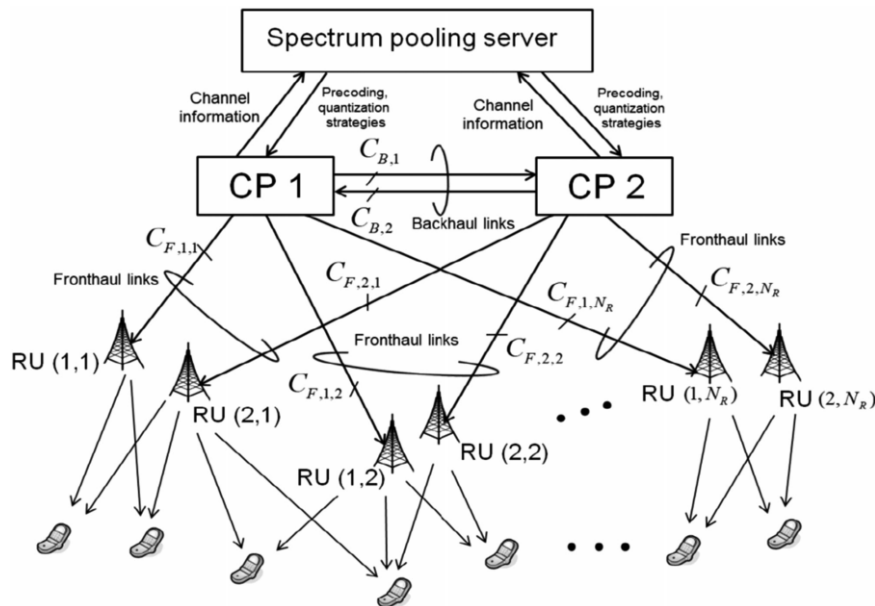 Spectrum pooling server
Channel
information
Precoding,
quantization
strategies
Channel
information
Precoding,
quantization
strategies
C_{B,1}
CP 1
CP 2
C_{B,2}
Backhaul links
C_{F,1,1}
Fronthaul links
Fronthaul links
C_{F,2,1}
C_{F,1,N_R}
C_{F,2,N_R}
Fronthaul links
C_{F,2,2}
RU (1,1)
C_{F,1,2}
RU (2,1)
RU (1,N_R)
RU (2,N_R)
RU (2,2)
RU (1,2)